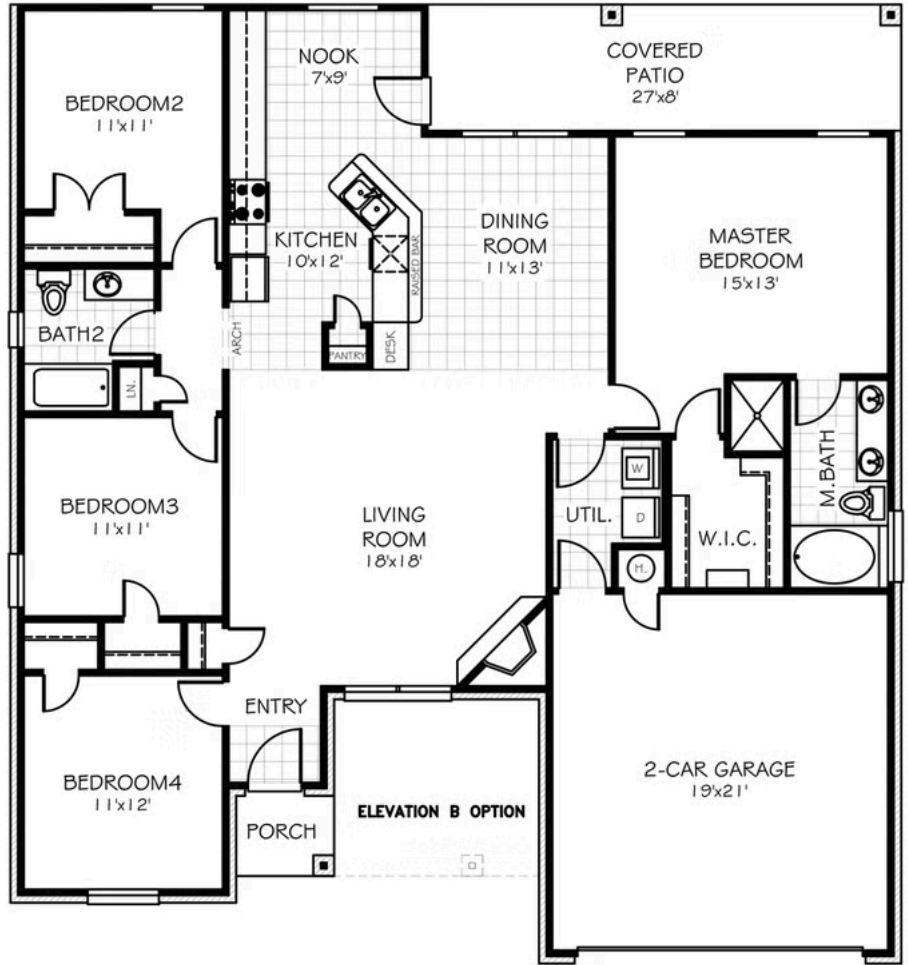 NOOK
7'x9'
COVERED
PATIO
27'x8'
BEDROOM2
11'x11'
KITCHEN
10'x12'
RAISED BAR
DINING
ROOM
11'x13'
MASTER
BEDROOM
15'x13'
BATH2
ARCH
PANTRY
DESK
LN.
BEDROOM3
11'x11'
LIVING
ROOM
18'x18'
UTIL.
W
D
H.
W.I.C.
M.BATH
ENTRY
BEDROOM4
11'x12'
PORCH
ELEVATION B OPTION
2-CAR GARAGE
19'x21'